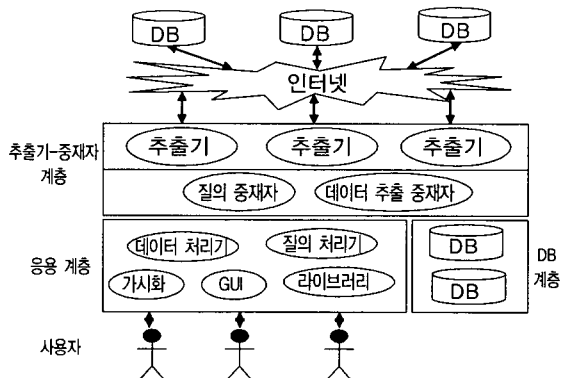 DB
DB
DB
인터넷
추출기 추출기 추출기
추출기-중재자
계층
질의 중재자 데이터 추출 중재자
데이터 처리기 질의 처리기
응용 계층
가시화 GUI 라이브러리
DB
DB
DB
계층
사용자